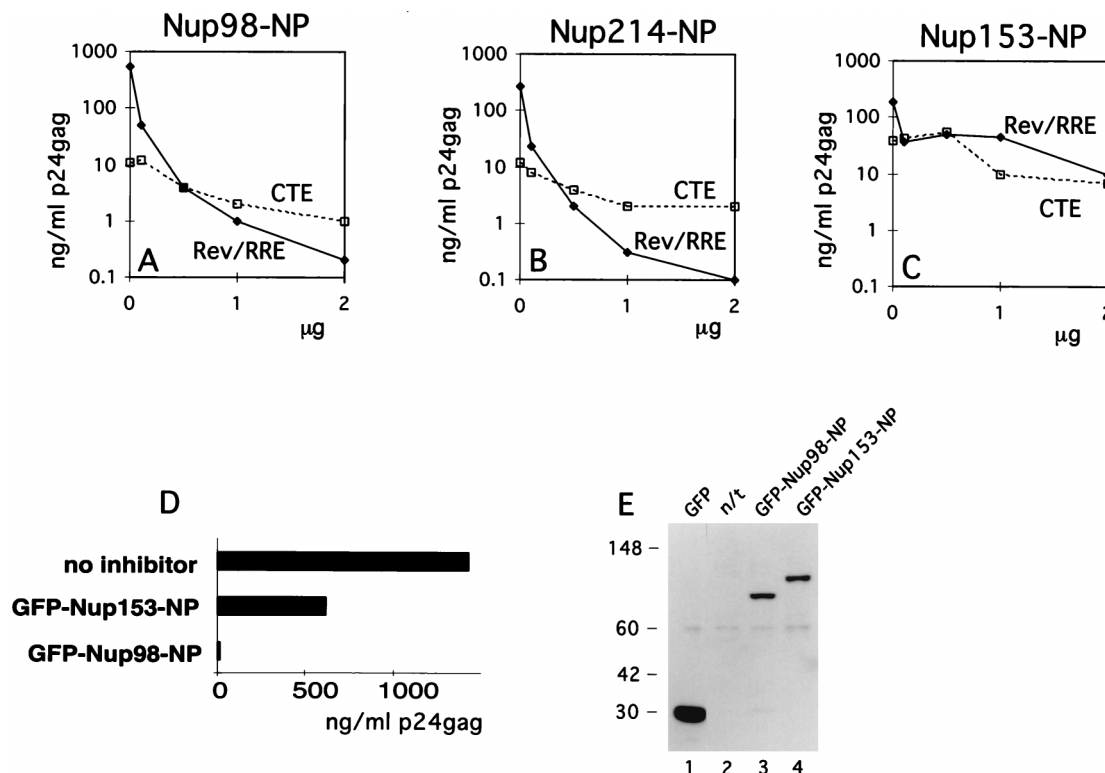 Nup98-NP
1000
100
10
1
0.1
ng/ml p24gag
CTE
Rev/RRE
A
0
1
2
µg
Nup214-NP
1000
100
10
1
0.1
ng/ml p24gag
CTE
Rev/RRE
B
0
1
2
µg
Nup153-NP
1000
100
10
1
0.1
ng/ml p24gag
Rev/RRE
CTE
C
0
1
2
µg
D
no inhibitor
GFP-Nup153-NP
GFP-Nup98-NP
0
500
1000
ng/ml p24gag
E
GFP
n/t
GFP-Nup98-NP
GFP-Nup153-NP
148 –
60 –
42 –
30 –
1 2 3 4